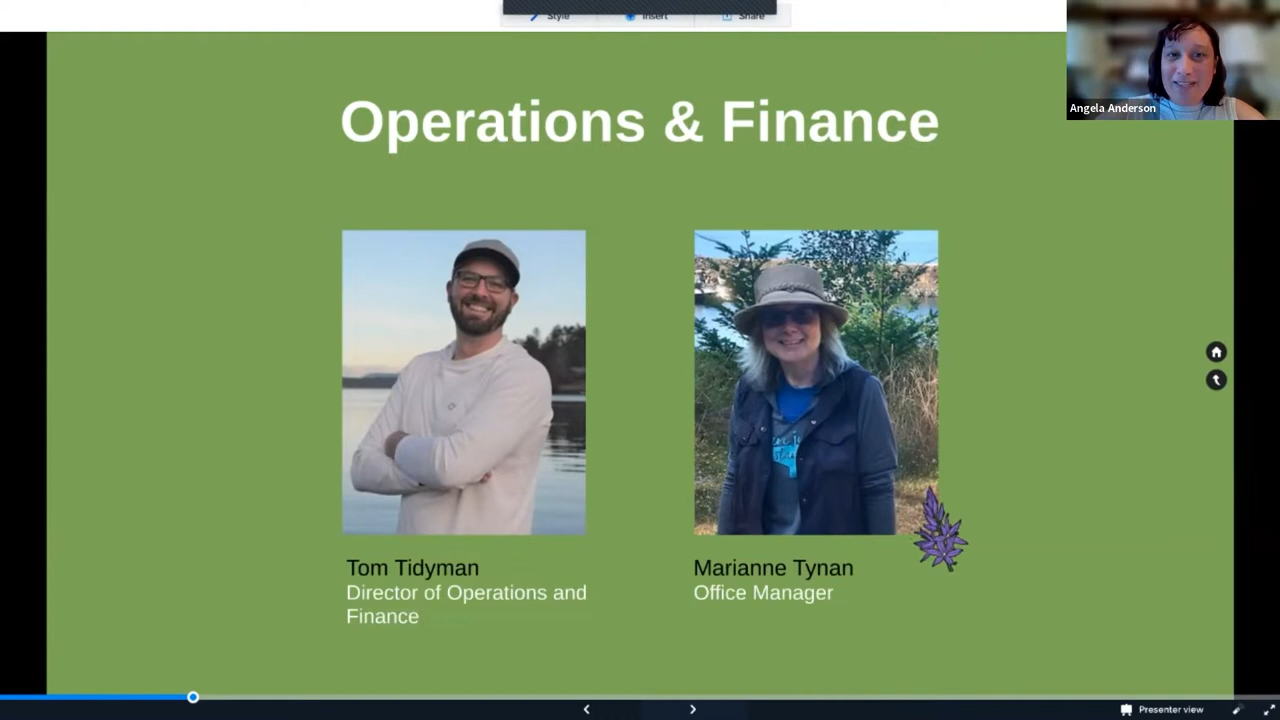 Style
Insert
Share
Angela Anderson
Operations & Finance
Tom Tidyman
Director of Operations and
Finance
Marianne Tynan
Office Manager
Presenter view